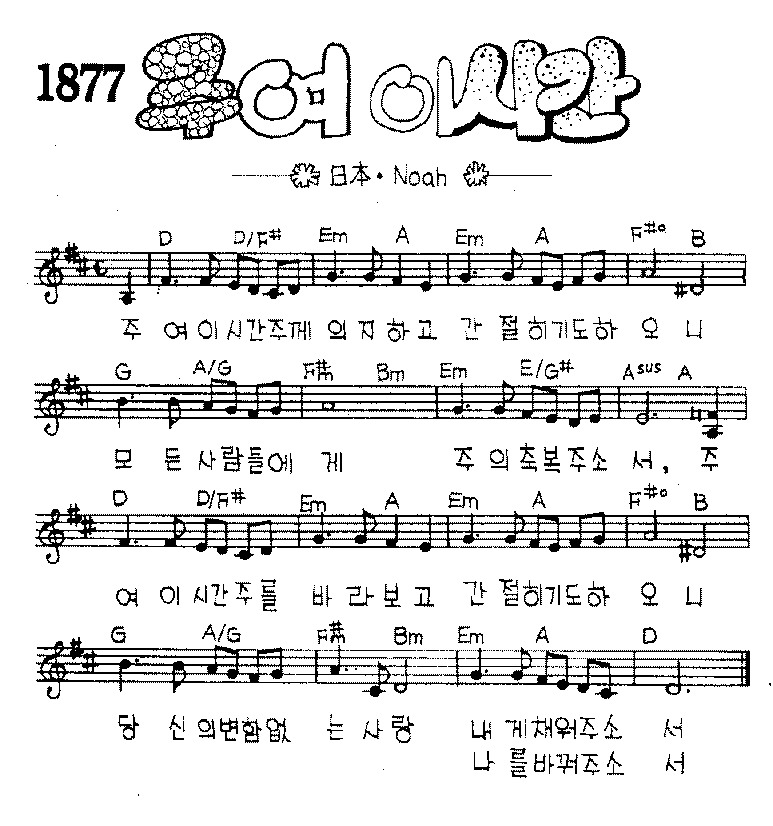 1877 주여 이시간
日本·Noah
D D/F# Em A Em A F#° B
주 여 이시간주께 의 지 하 고 간 절히기도하 오 니
G A/G F#m Bm Em E/G# Asus A
모 든 사람들에 게 주 의축복주소 서, 주
D D/F# Em A Em A F#° B
여 이 시간주를 바 라보고 간 절히기도하 오 니
G A/G F#m Bm Em A D
당 신 의변함없 는 사 랑 내 게채워주소 서
나 를바꿔주소 서